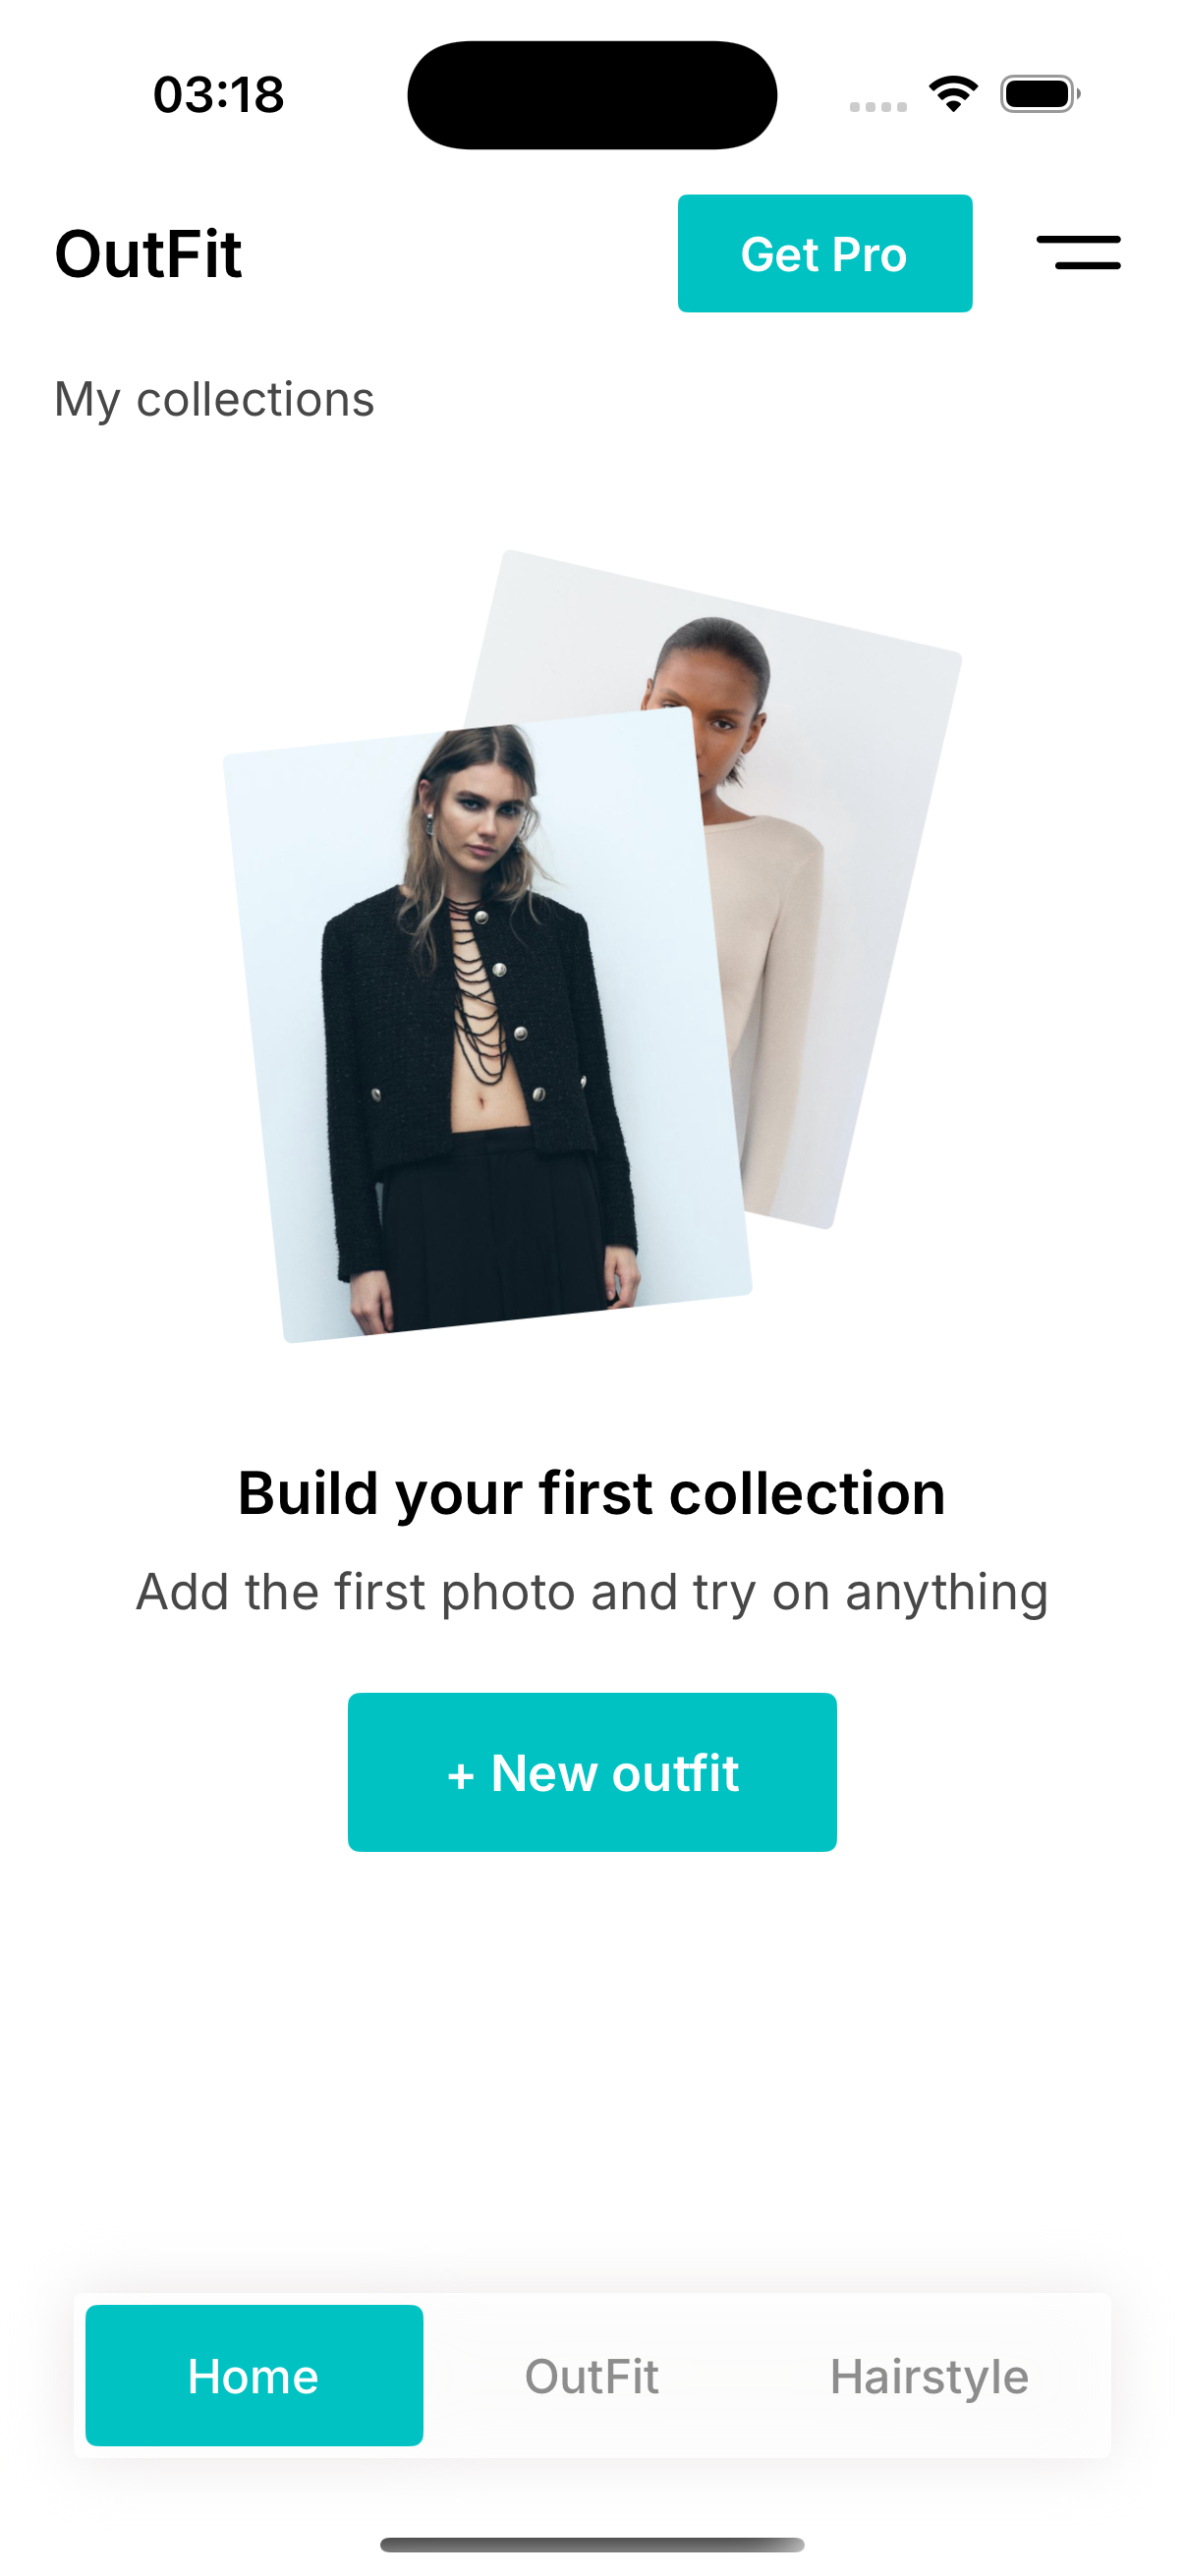 03:18
OutFit
Get Pro
My collections
Build your first collection
Add the first photo and try on anything
+ New outfit
Home
OutFit
Hairstyle